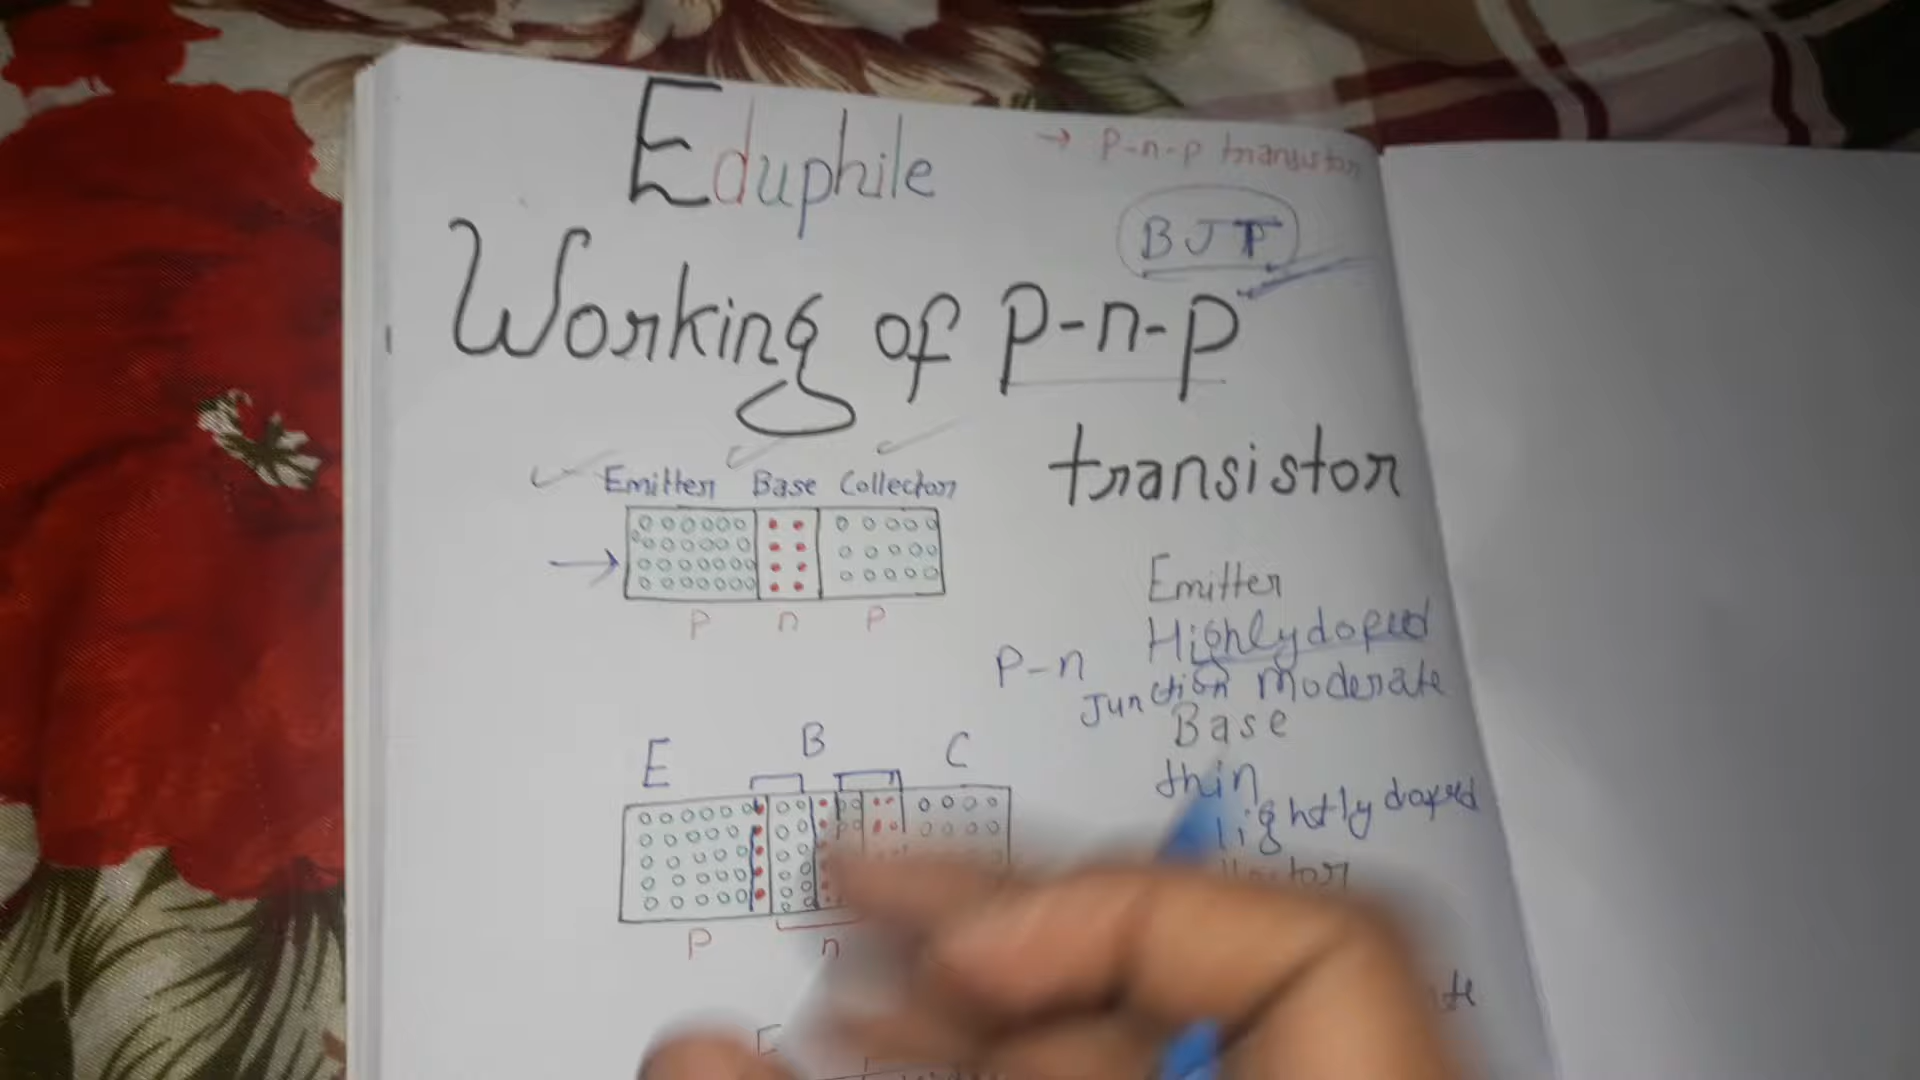 Eduphile
→ P-n-p transistor
BJT
Working of p-n-p
transistor
Emitter Base Collector
P n P
Emitter
Highly doped
P-n
Junction
Moderate
Base
thin
lightly doped
E B C
P n
E